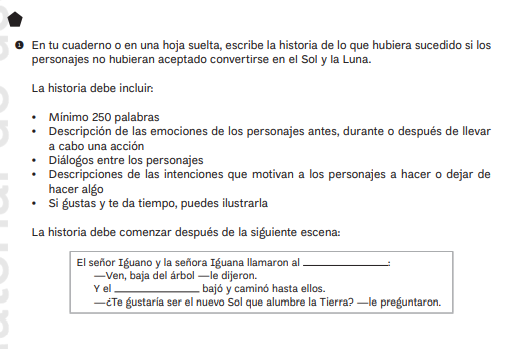 1 En tu cuaderno o en una hoja suelta, escribe la historia de lo que hubiera sucedido si los
personajes no hubieran aceptado convertirse en el Sol y la Luna.
La historia debe incluir:
• Mínimo 250 palabras
• Descripción de las emociones de los personajes antes, durante o después de llevar
a cabo una acción
• Diálogos entre los personajes
• Descripciones de las intenciones que motivan a los personajes a hacer o dejar de
hacer algo
• Si gustas y te da tiempo, puedes ilustrarla
La historia debe comenzar después de la siguiente escena:
El señor Iguano y la señora Iguana llamaron al ________________:
—Ven, baja del árbol —le dijeron.
Y el ________________ bajó y caminó hasta ellos.
—¿Te gustaría ser el nuevo Sol que alumbre la Tierra? —le preguntaron.